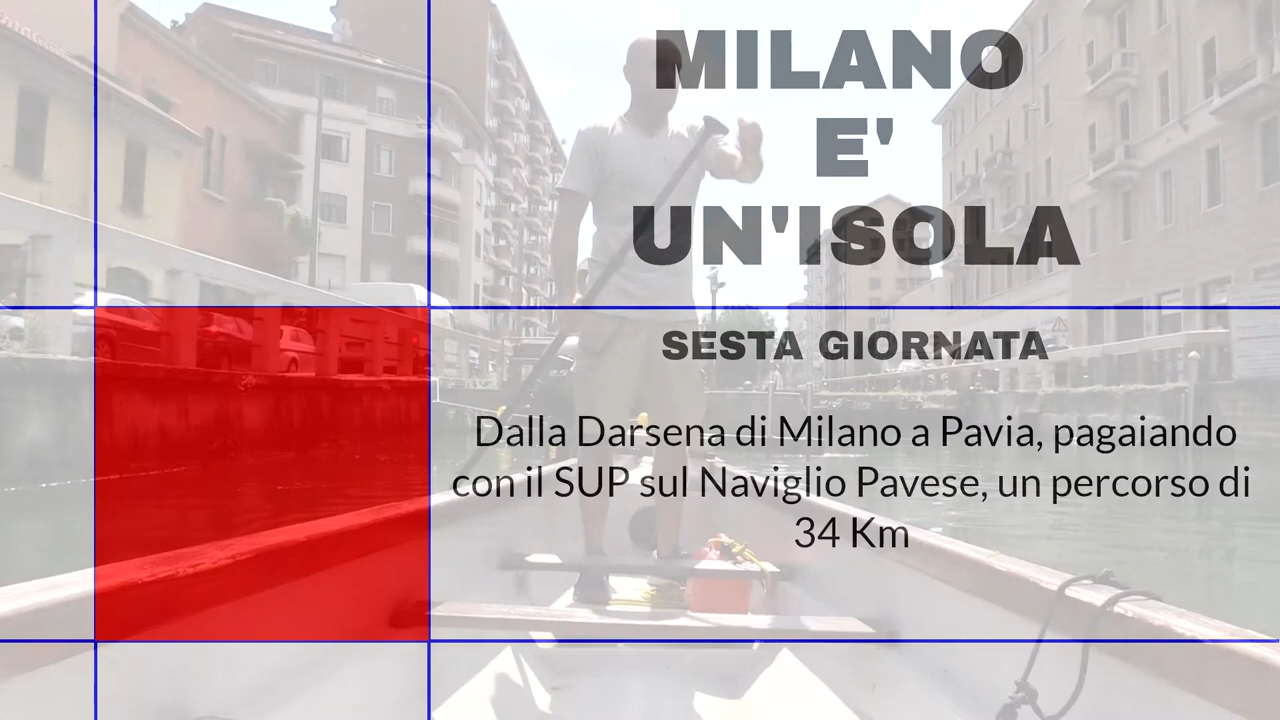 MILANO
E'
UN'ISOLA
SESTA GIORNATA
Dalla Darsena di Milano a Pavia, pagaiando
con il SUP sul Naviglio Pavese, un percorso di
34 Km